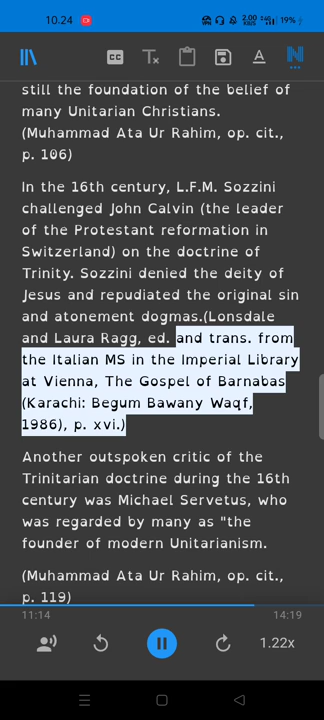 10.24
2.00 KB/S
19%
CC
still the foundation of the belief of
many Unitarian Christians.
(Muhammad Ata Ur Rahim, op. cit.,
p. 106)
In the 16th century, L.F.M. Sozzini
challenged John Calvin (the leader
of the Protestant reformation in
Switzerland) on the doctrine of
Trinity. Sozzini denied the deity of
Jesus and repudiated the original sin
and atonement dogmas.(Lonsdale
and Laura Ragg, ed. and trans. from
the Italian MS in the Imperial Library
at Vienna, The Gospel of Barnabas
(Karachi: Begum Bawany Waqf,
1986), p. xvi.)
Another outspoken critic of the
Trinitarian doctrine during the 16th
century was Michael Servetus, who
was regarded by many as "the
founder of modern Unitarianism.
(Muhammad Ata Ur Rahim, op. cit.,
p. 119)
11:14 14:19
1.22x